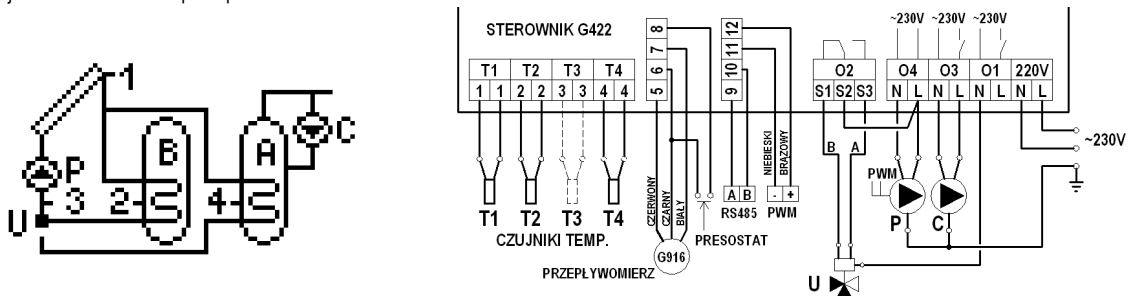 1
B
A
C
P
3
2
4
U
STEROWNIK G422
T1 T2 T3 T4
1 1 2 2 3 3 4 4
8
7
6
5
12
11
10
9
~230V ~230V ~230V
O2 O4 O3 O1 220V
S1 S2 S3 N L N L N L N L
~230V
B A
CZERWONY
CZARNY
BIAŁY
NIEBIESKI
BRĄZOWY
PWM
A B - +
RS485 PWM
T1 T2 T3 T4
CZUJNIKI TEMP.
PRESOSTAT
P C
G916
PRZEPŁYWOMIERZ
U